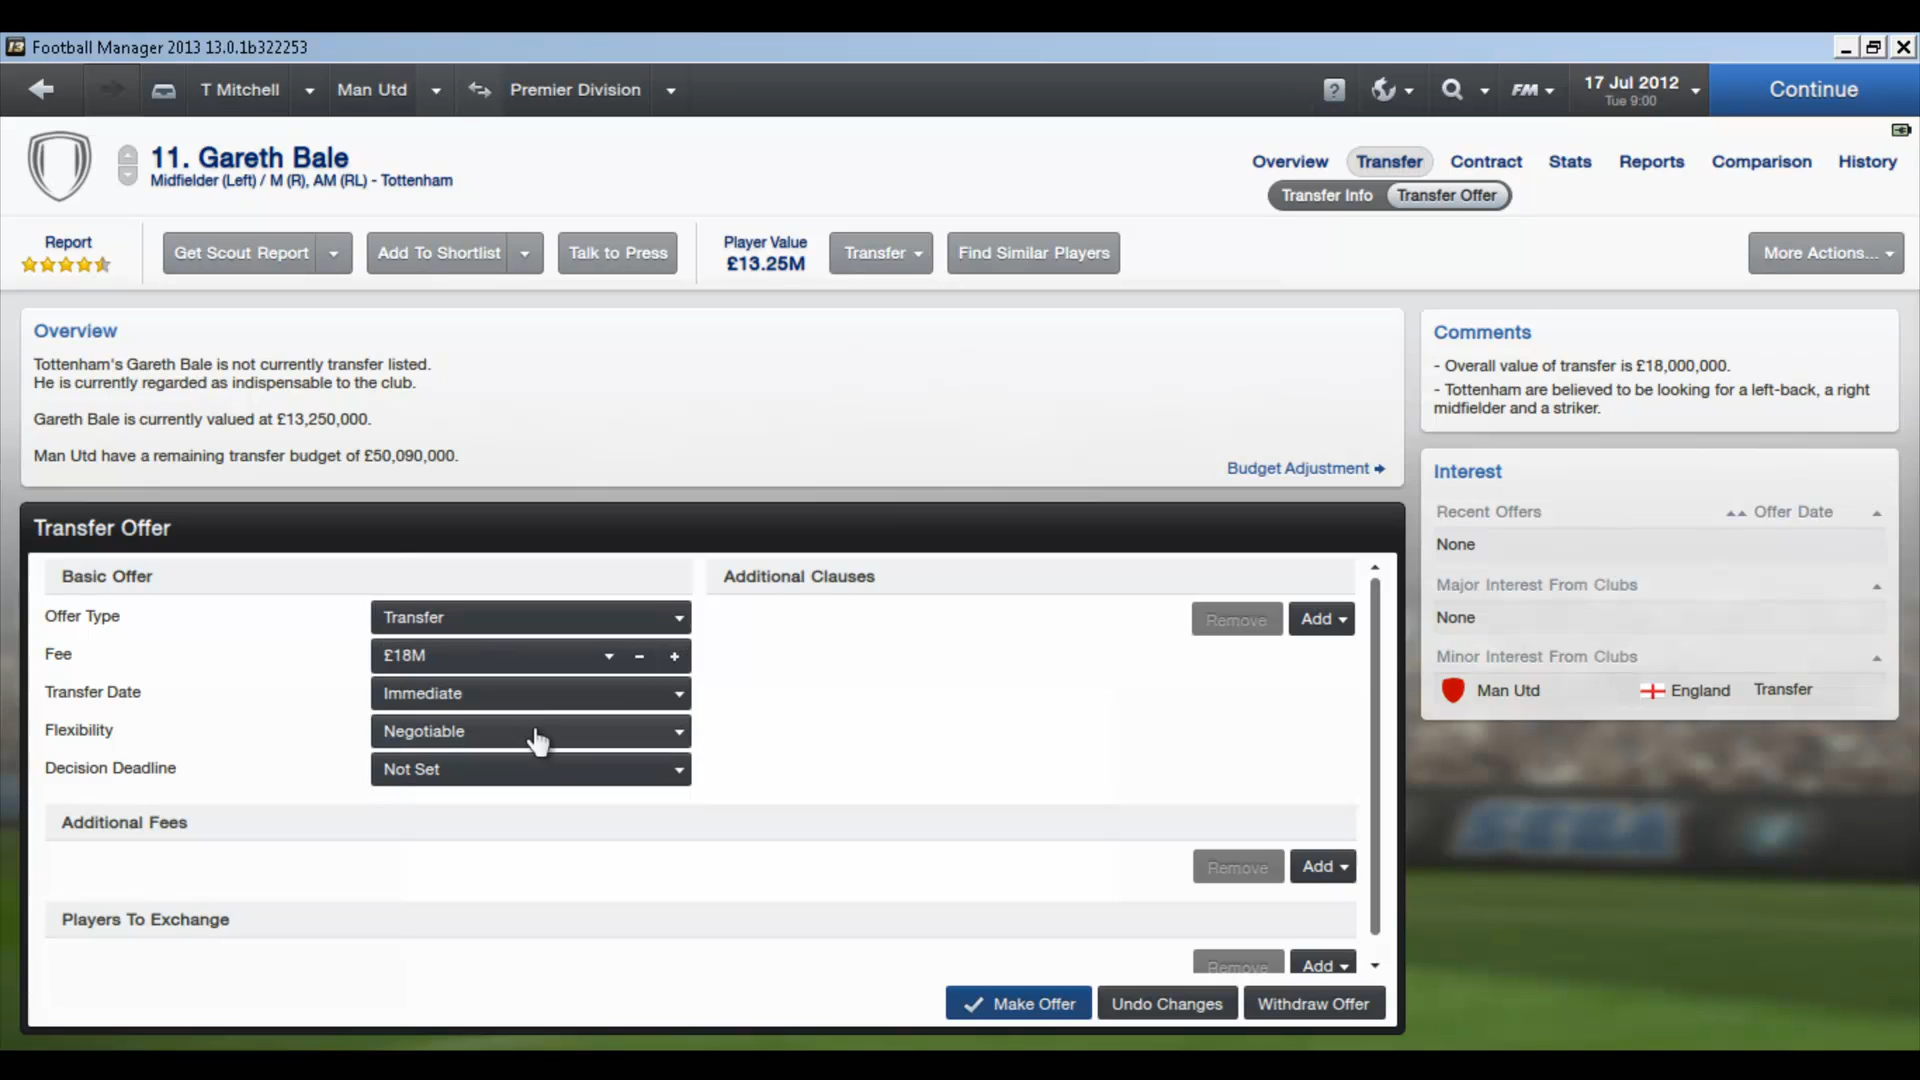 Football Manager 2013 13.0.1b322253
T Mitchell
Man Utd
Premier Division
?
FM
17 Jul 2012
Tue 9:00
Continue
11. Gareth Bale
Midfielder (Left) / M (R), AM (RL) - Tottenham
Overview
Transfer
Contract
Stats
Reports
Comparison
History
Transfer Info
Transfer Offer
Report
Get Scout Report
Add To Shortlist
Talk to Press
Player Value
£13.25M
Transfer
Find Similar Players
More Actions...
Overview
Tottenham's Gareth Bale is not currently transfer listed.
He is currently regarded as indispensable to the club.
Gareth Bale is currently valued at £13,250,000.
Man Utd have a remaining transfer budget of £50,090,000.
Budget Adjustment
Comments
- Overall value of transfer is £18,000,000.
- Tottenham are believed to be looking for a left-back, a right
midfielder and a striker.
Interest
Recent Offers
Offer Date
None
Major Interest From Clubs
None
Minor Interest From Clubs
Man Utd
England
Transfer
Transfer Offer
Basic Offer
Additional Clauses
Offer Type
Transfer
Remove
Add
Fee
£18M
- +
Transfer Date
Immediate
Flexibility
Negotiable
Decision Deadline
Not Set
Additional Fees
Remove
Add
Players To Exchange
Remove
Add
Make Offer
Undo Changes
Withdraw Offer
SEGA